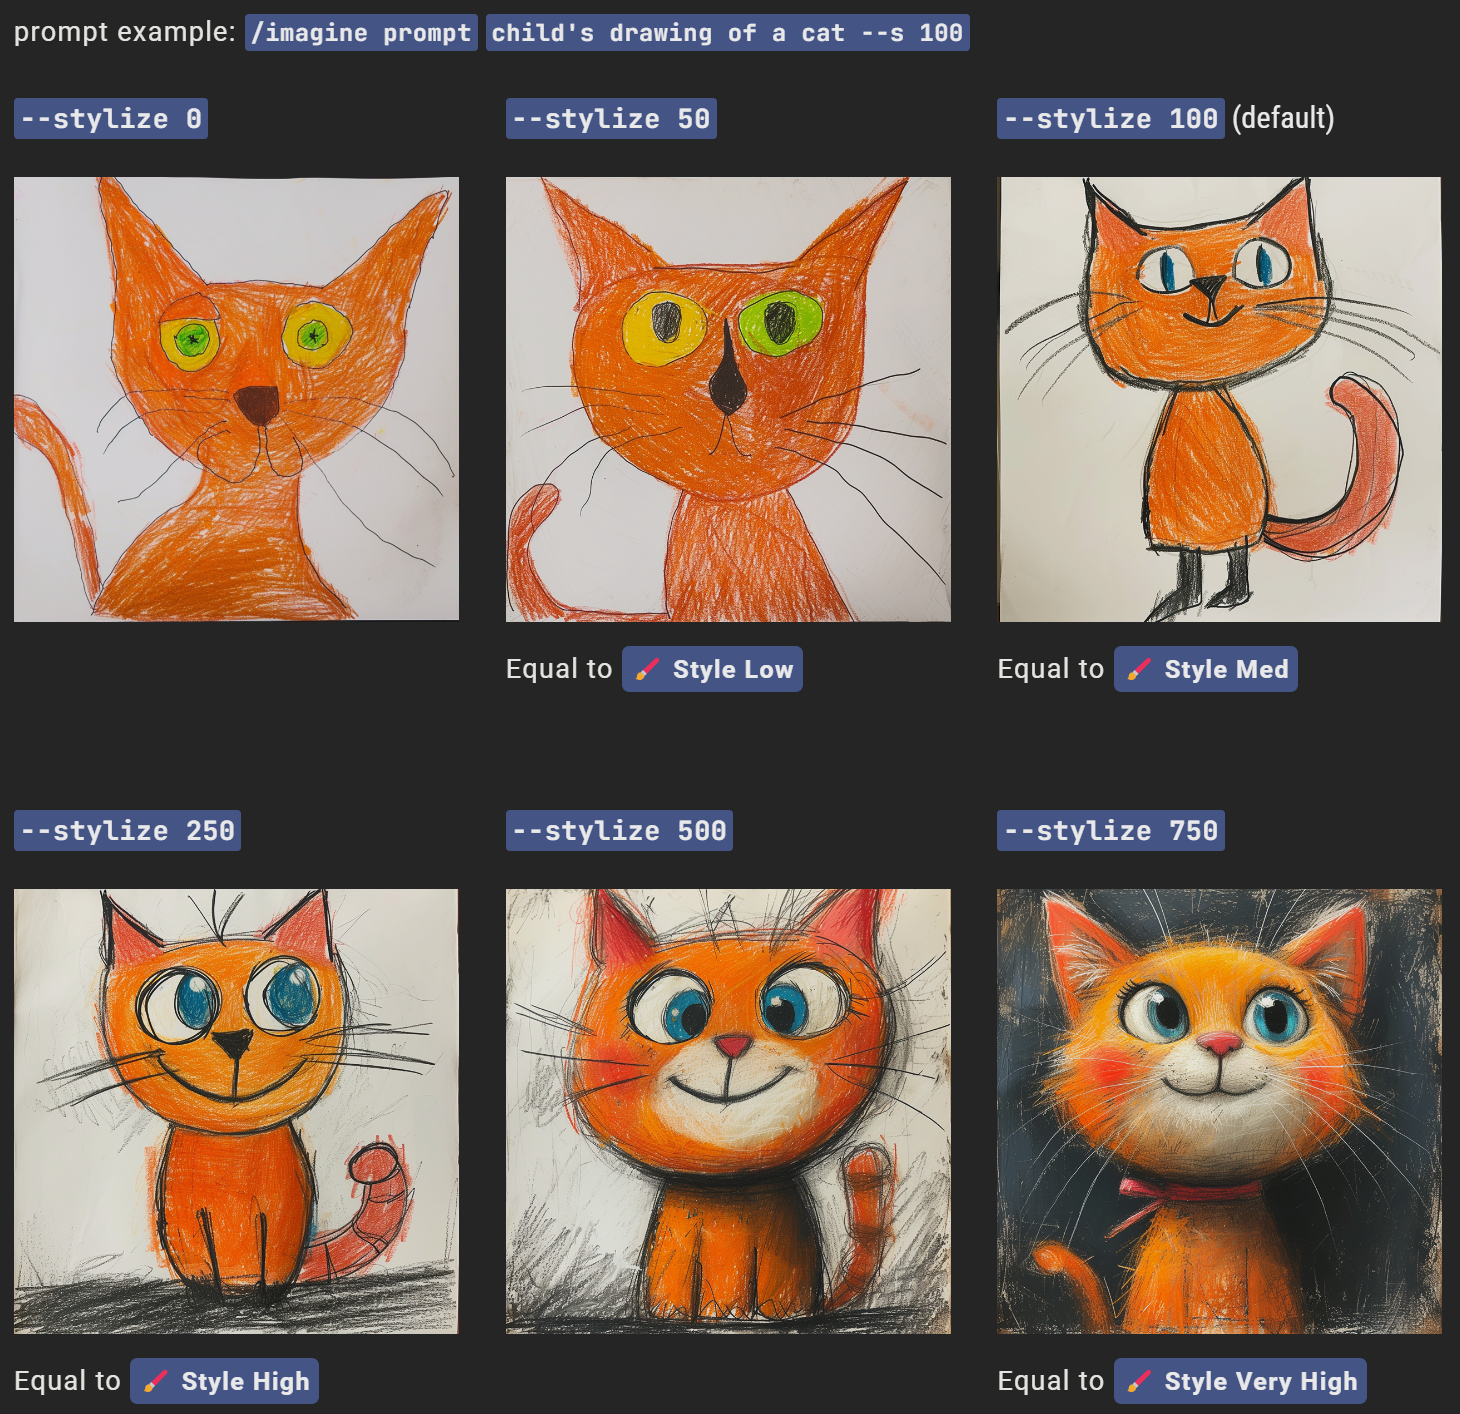 prompt example: /imagine prompt child's drawing of a cat --s 100
--stylize 0
--stylize 50
--stylize 100 (default)
Equal to Style Low
Equal to Style Med
--stylize 250
--stylize 500
--stylize 750
Equal to Style High
Equal to Style Very High